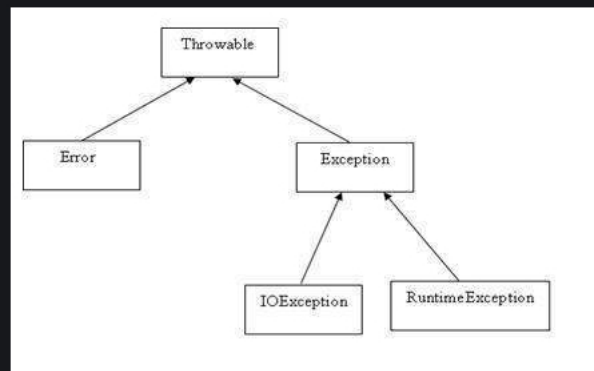 Throwable
Error
Exception
IOException
RuntimeException